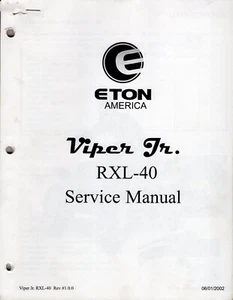 ETON
AMERICA
Viper Jr.
RXL-40
Service Manual
Viper Jr. RXL-40 Rev #1.0.0
06/01/2002